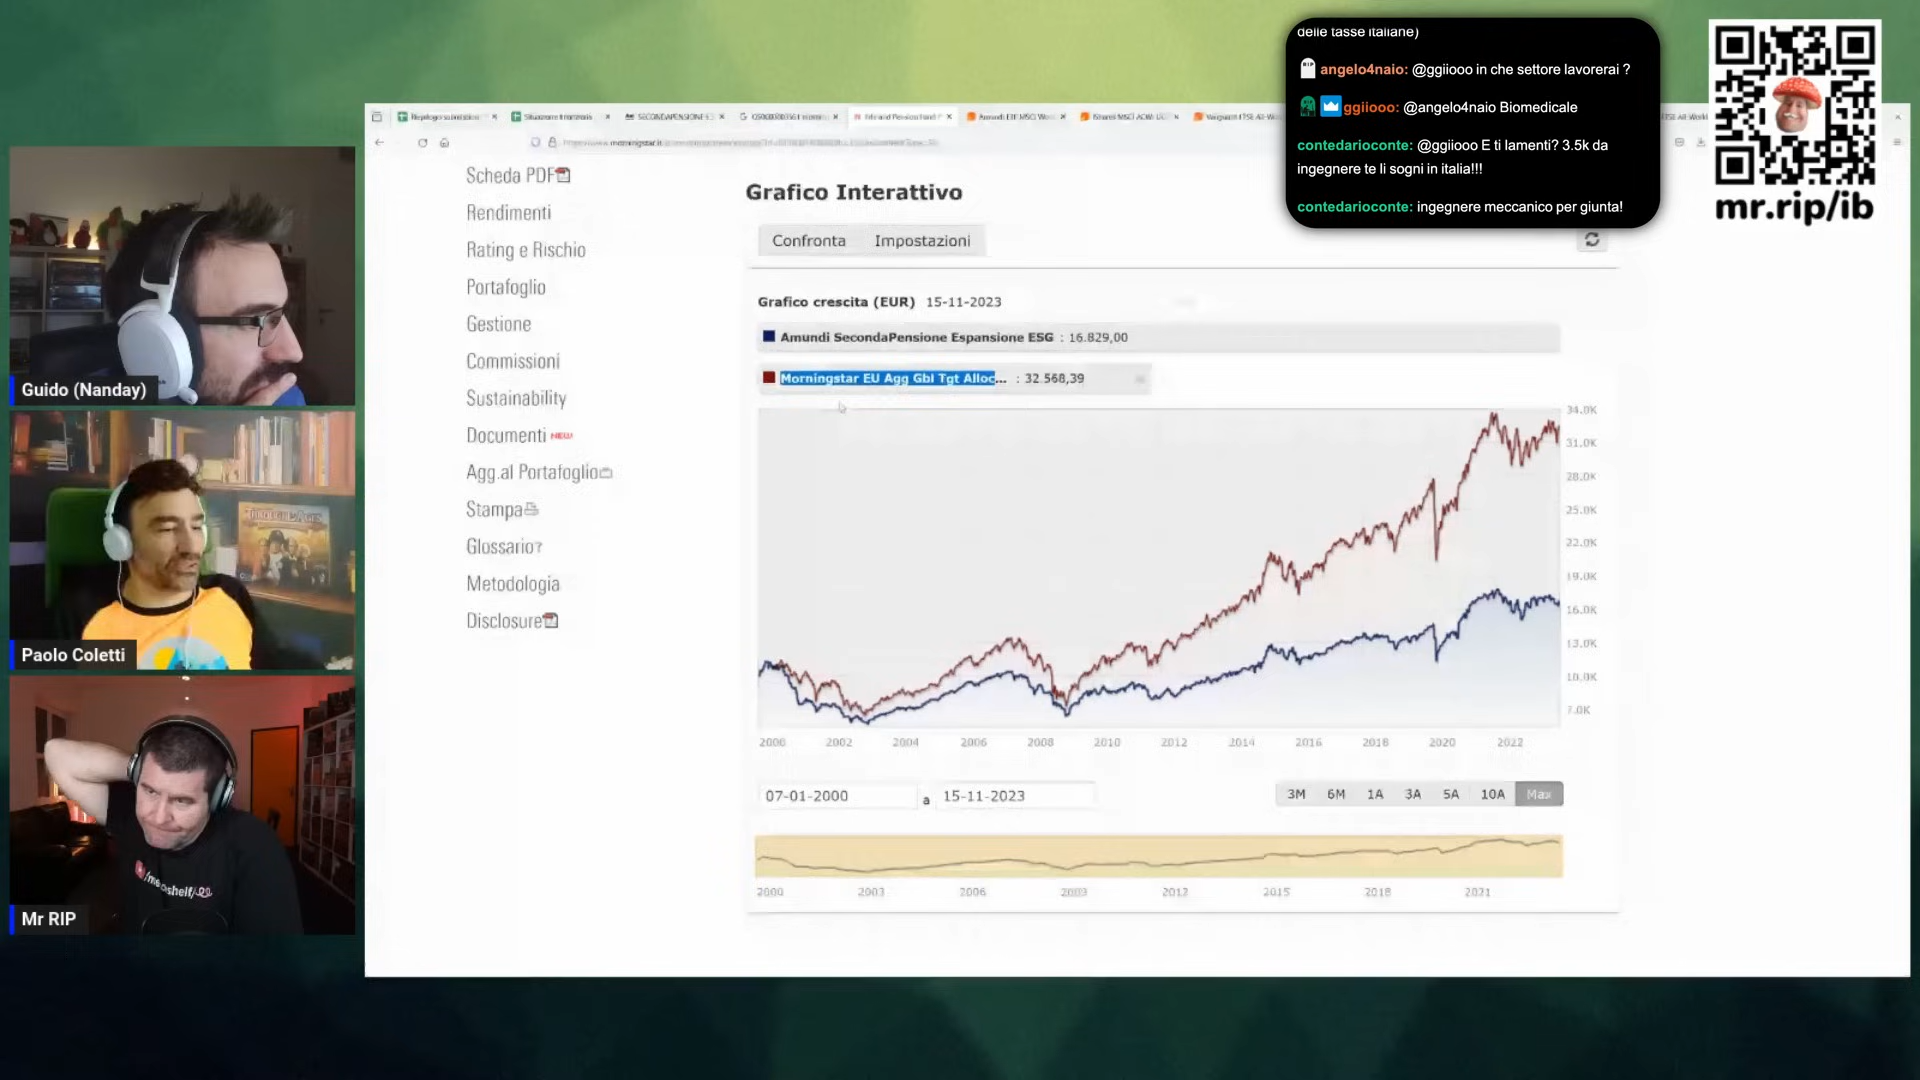 delle tasse italiane)
angelo4naio: @ggiiooo in che settore lavorerai ?
ggiiooo: @angelo4naio Biomedicale
contedarioconte: @ggiiooo E ti lamenti? 3.5k da
ingegnere te li sogni in italia!!!
contedarioconte: ingegnere meccanico per giunta!
mr.rip/ib
Guido (Nanday)
Paolo Coletti
Mr RIP
Scheda PDF
Rendimenti
Rating e Rischio
Portafoglio
Gestione
Commissioni
Sustainability
Documenti NEW
Agg.al Portafoglio
Stampa
Glossario?
Metodologia
Disclosure
Grafico Interattivo
Confronta Impostazioni
Grafico crescita (EUR) 15-11-2023
Amundi SecondaPensione Espansione ESG : 16.829,00
Morningstar EU Agg Gbl Tgt Alloc... : 32.568,39
34.0K
31.0K
28.0K
25.0K
22.0K
19.0K
16.0K
13.0K
10.0K
7.0K
2000 2002 2004 2006 2008 2010 2012 2014 2016 2018 2020 2022
07-01-2000 a 15-11-2023
3M 6M 1A 3A 5A 10A Max
2000 2003 2006 2009 2012 2015 2018 2021